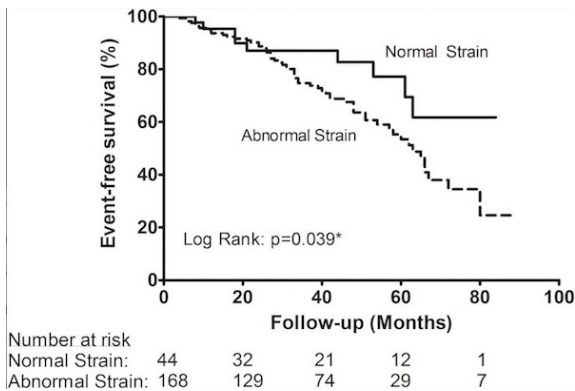 100
80
60
40
20
0
Event-free survival (%)
Normal Strain
Abnormal Strain
Log Rank: p=0.039*
0 20 40 60 80 100
Follow-up (Months)
Number at risk
Normal Strain: 44 32 21 12 1
Abnormal Strain: 168 129 74 29 7